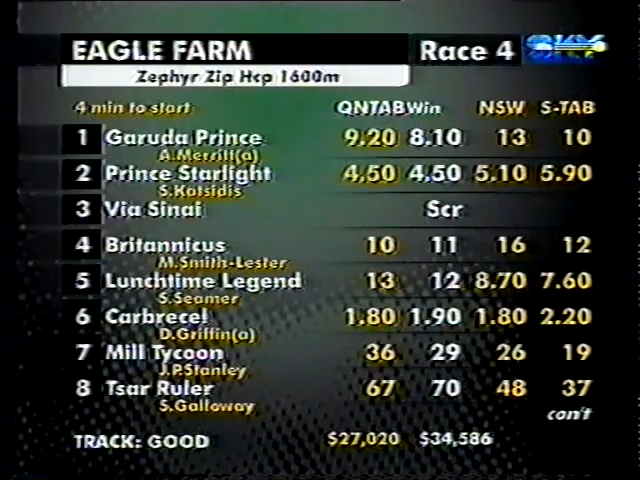 EAGLE FARM Race 4 SKY
Zephyr Zip Hcp 1600m
4 min to start QNTAB Win NSW S-TAB
1 Garuda Prince 9.20 8.10 13 10
A.Merritt(a)
2 Prince Starlight 4.50 4.50 5.10 5.90
S.Katsidis
3 Via Sinai Scr
4 Britannicus 10 11 16 12
M.Smith-Lester
5 Lunchtime Legend 13 12 8.70 7.60
S.Seamer
6 Carbrecel 1.80 1.90 1.80 2.20
D.Griffin(a)
7 Mill Tycoon 36 29 26 19
J.P.Stanley
8 Tsar Ruler 67 70 48 37
S.Galloway
con't
TRACK: GOOD $27,020 $34,586